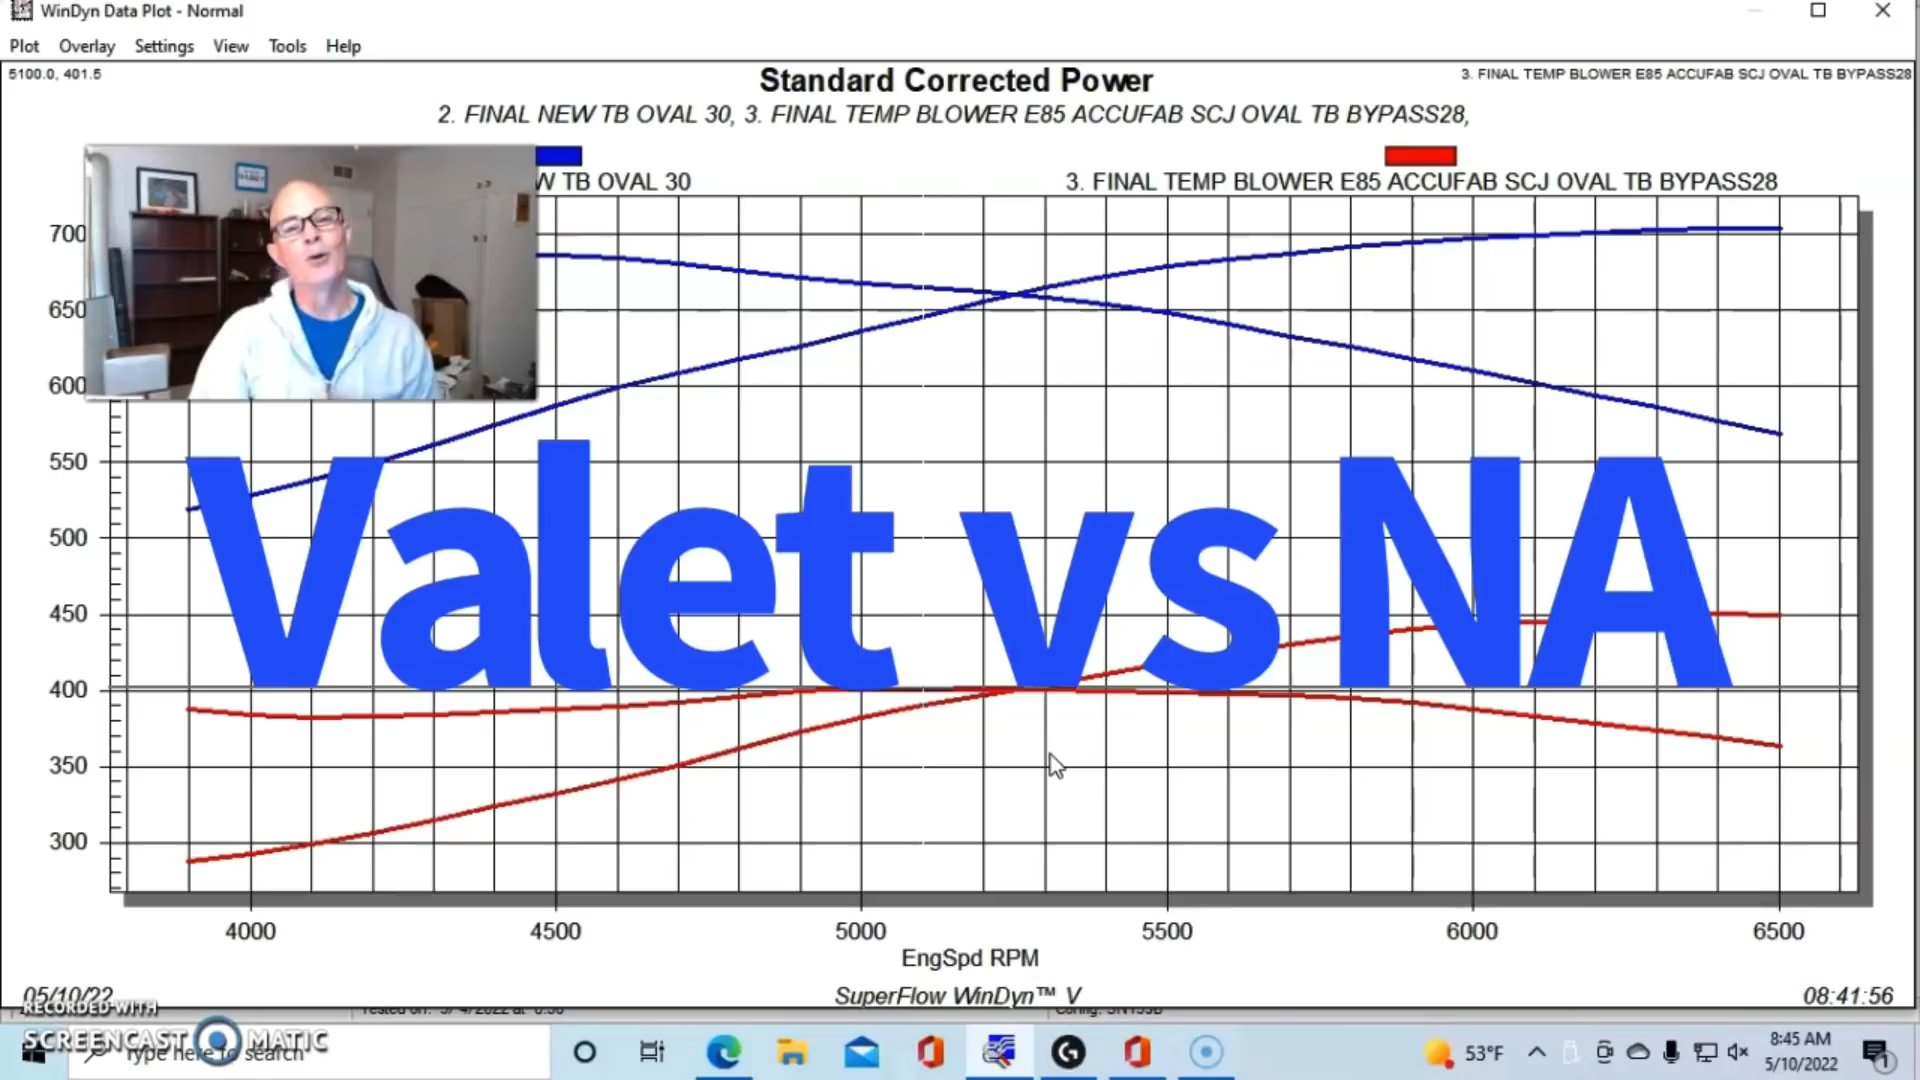 WinDyn Data Plot - Normal
Plot Overlay Settings View Tools Help
5100.0, 401.5
Standard Corrected Power
3. FINAL TEMP BLOWER E85 ACCUFAB SCJ OVAL TB BYPASS28
2. FINAL NEW TB OVAL 30, 3. FINAL TEMP BLOWER E85 ACCUFAB SCJ OVAL TB BYPASS28,
W TB OVAL 30
3. FINAL TEMP BLOWER E85 ACCUFAB SCJ OVAL TB BYPASS28
700
650
600
550
500
450
400
350
300
Valet vs NA
4000 4500 5000 5500 6000 6500
EngSpd RPM
05/10/22
SuperFlow WinDyn™ V
08:41:56
RECORDED WITH
SCREENCAST MATIC
Type here to search
53°F
8:45 AM
5/10/2022
1